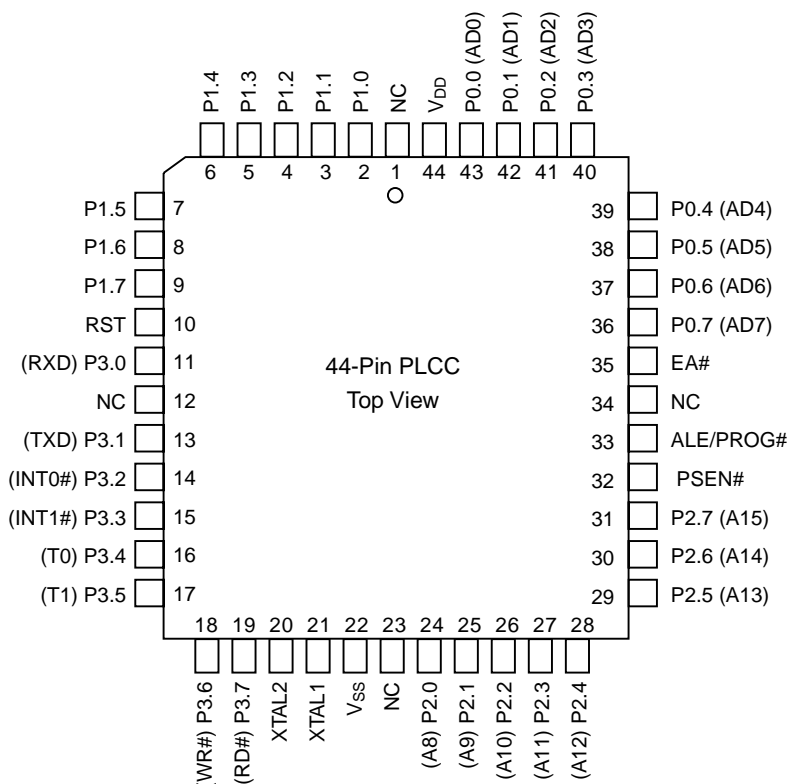 P1.4
P1.3
P1.2
P1.1
P1.0
NC
VDD
P0.0 (AD0)
P0.1 (AD1)
P0.2 (AD2)
P0.3 (AD3)
6
5
4
3
2
1
44
43
42
41
40
P1.5 7
P1.6 8
P1.7 9
RST 10
(RXD) P3.0 11
NC 12
(TXD) P3.1 13
(INT0#) P3.2 14
(INT1#) P3.3 15
(T0) P3.4 16
(T1) P3.5 17
44-Pin PLCC
Top View
39 P0.4 (AD4)
38 P0.5 (AD5)
37 P0.6 (AD6)
36 P0.7 (AD7)
35 EA#
34 NC
33 ALE/PROG#
32 PSEN#
31 P2.7 (A15)
30 P2.6 (A14)
29 P2.5 (A13)
18
19
20
21
22
23
24
25
26
27
28
WR#) P3.6
(RD#) P3.7
XTAL2
XTAL1
VSS
NC
(A8) P2.0
(A9) P2.1
(A10) P2.2
(A11) P2.3
(A12) P2.4